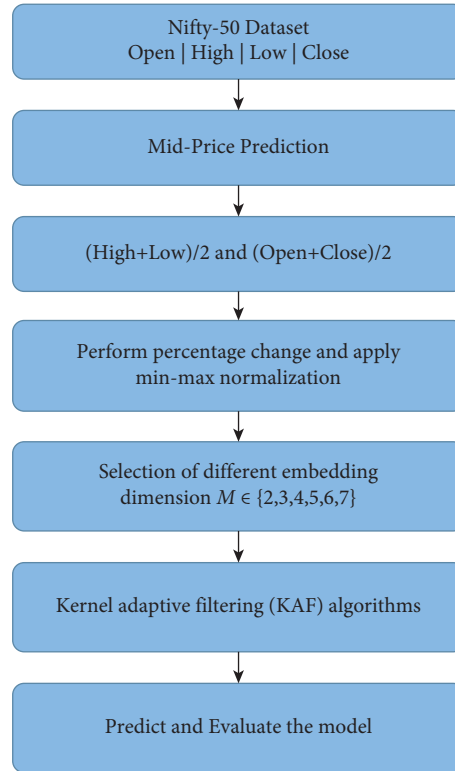 Nifty-50 Dataset
Open | High | Low | Close
Mid-Price Prediction
(High+Low)/2 and (Open+Close)/2
Perform percentage change and apply
min-max normalization
Selection of different embedding
dimension M ∈ {2,3,4,5,6,7}
Kernel adaptive filtering (KAF) algorithms
Predict and Evaluate the model